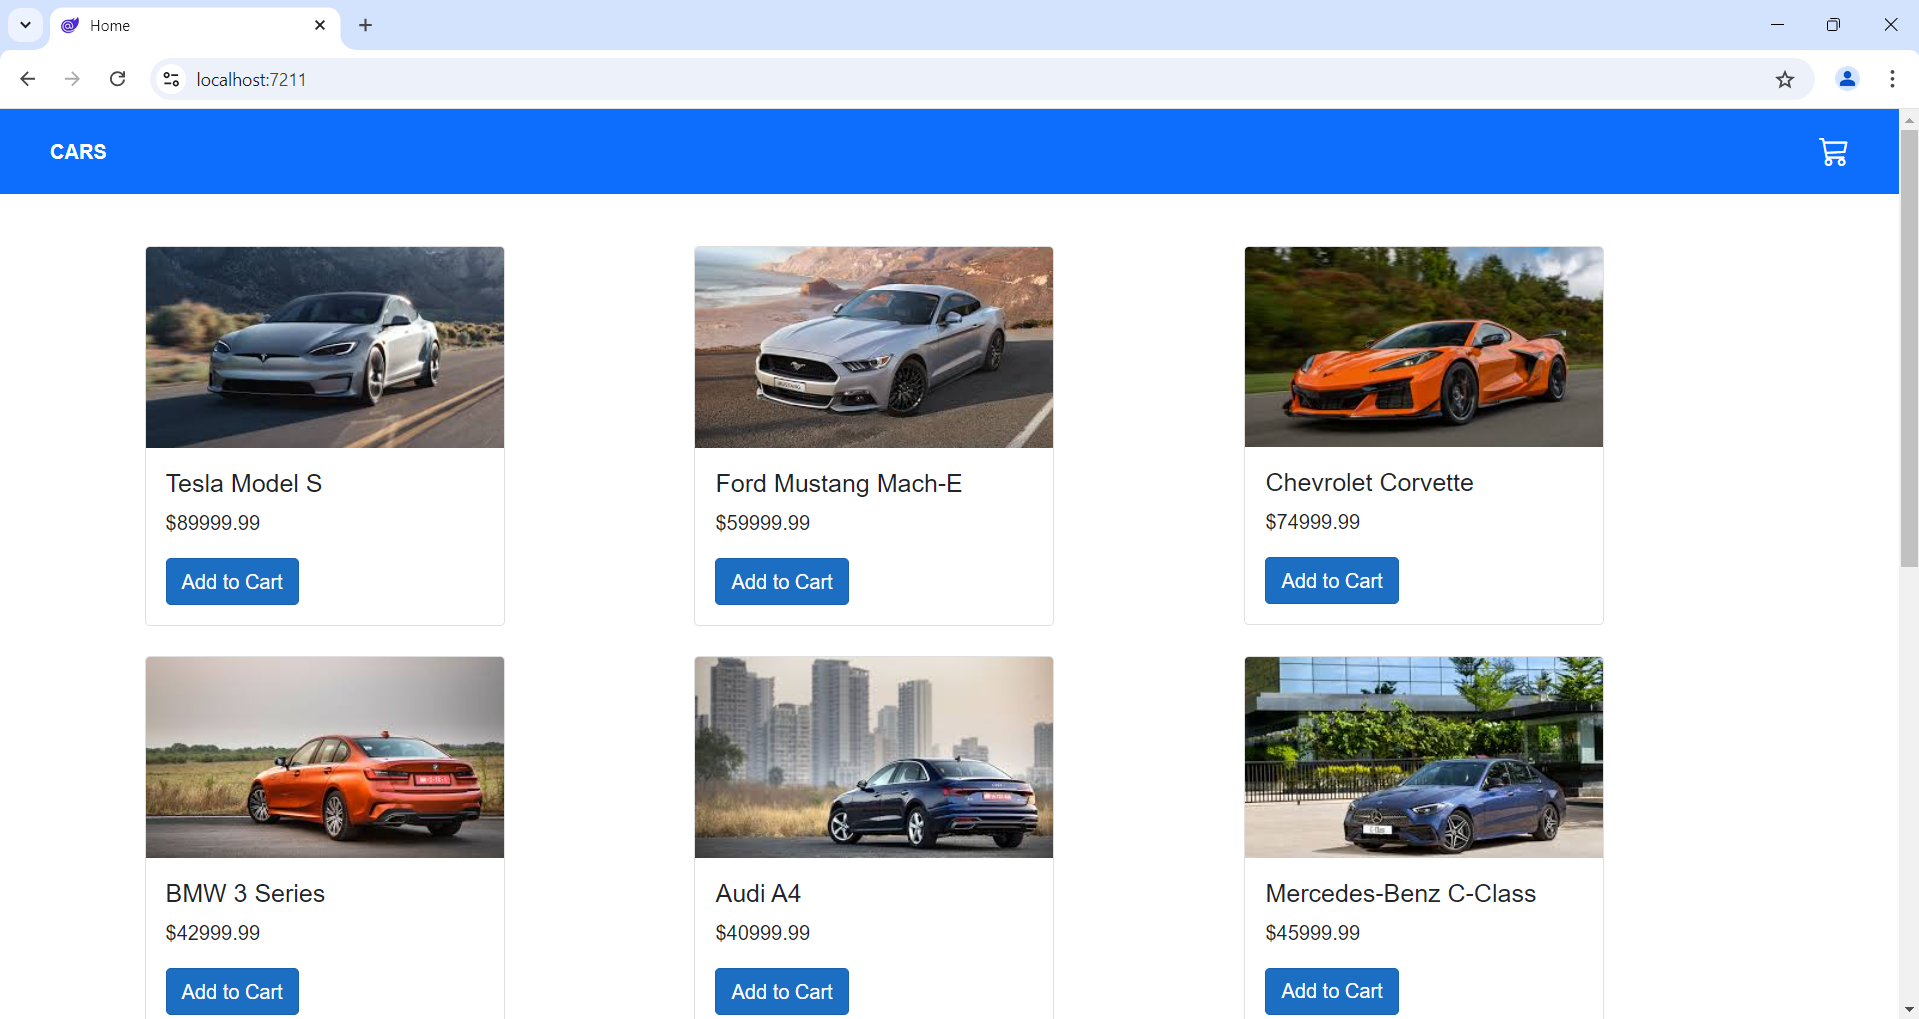 Home
localhost:7211
CARS
Tesla Model S
$89999.99
Add to Cart
Ford Mustang Mach-E
$59999.99
Add to Cart
Chevrolet Corvette
$74999.99
Add to Cart
BMW 3 Series
$42999.99
Add to Cart
Audi A4
$40999.99
Add to Cart
Mercedes-Benz C-Class
$45999.99
Add to Cart
MUSTANG
C-Class